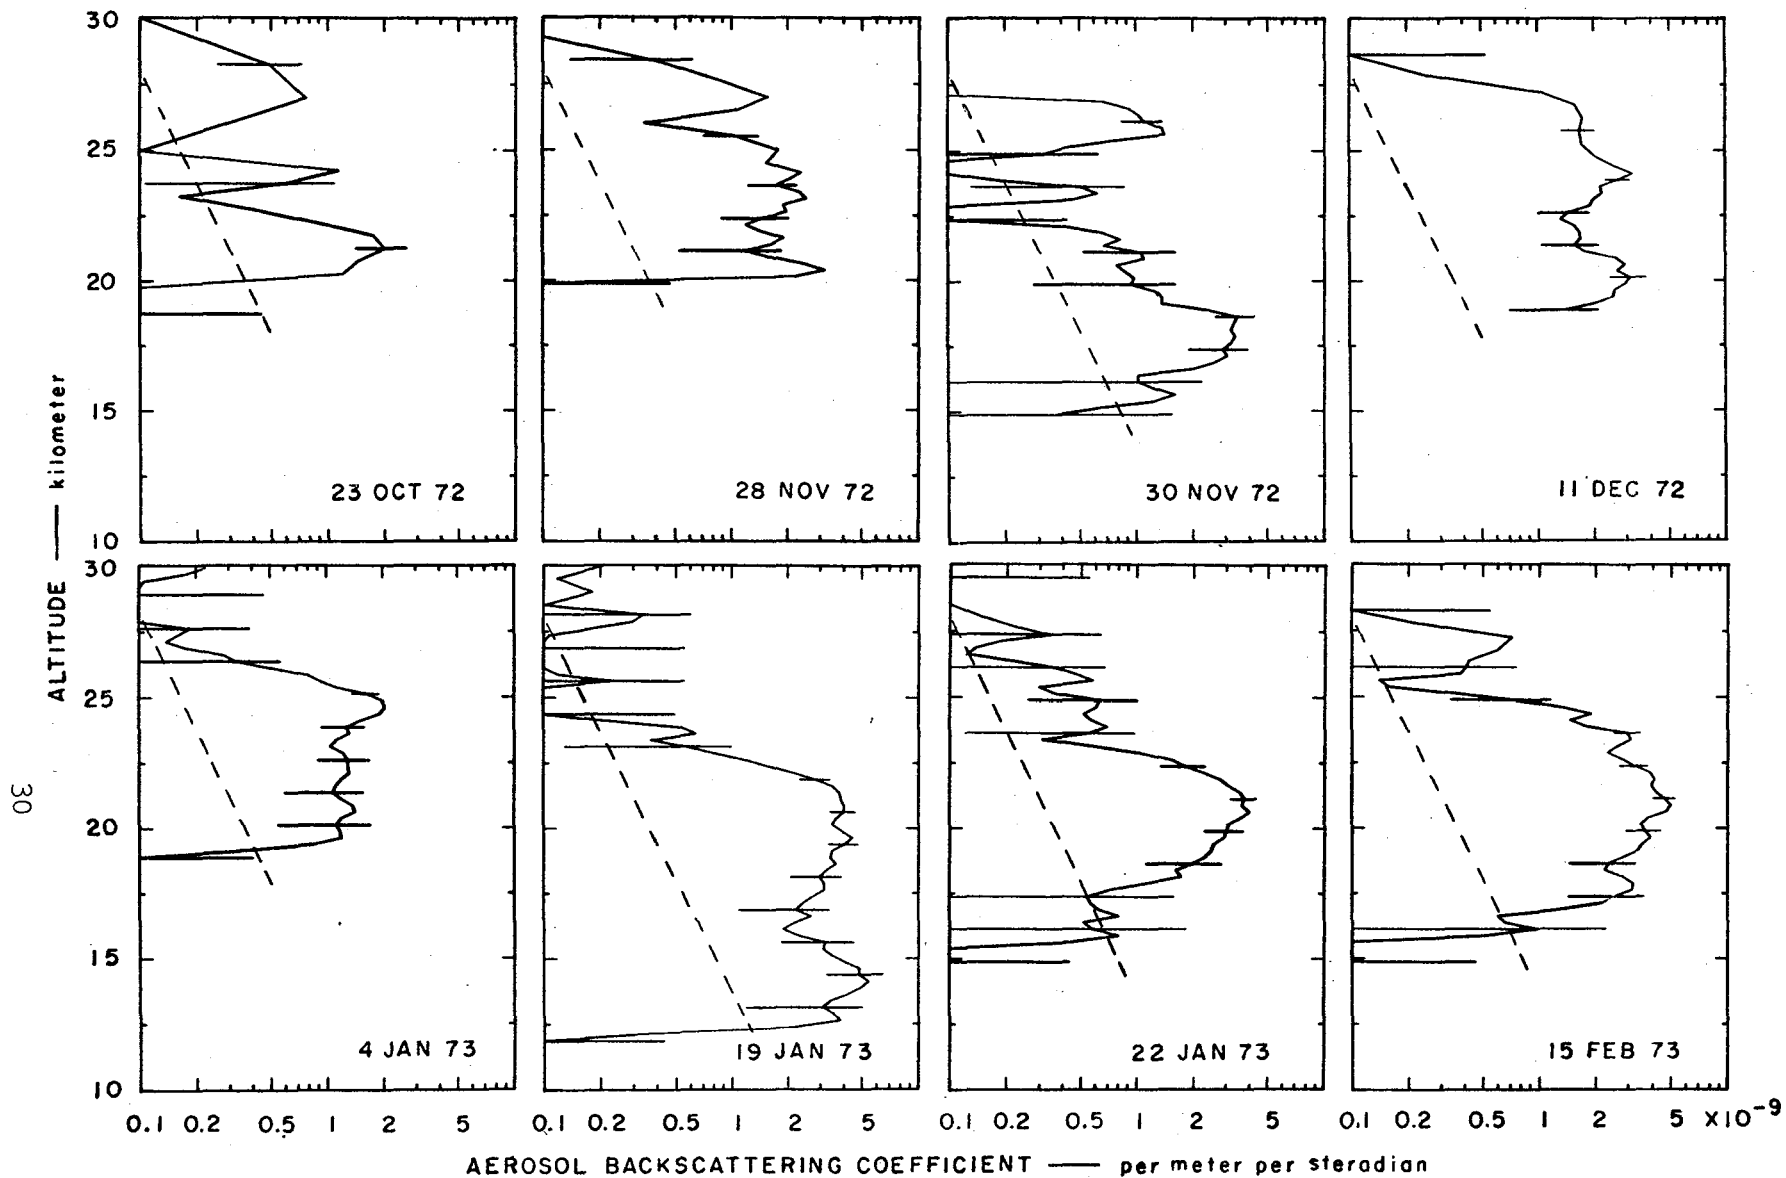 30
25
20
15
10
23 OCT 72
28 NOV 72
30 NOV 72
11 DEC 72
ALTITUDE — kilometer
30
25
20
15
10
4 JAN 73
19 JAN 73
22 JAN 73
15 FEB 73
0.1 0.2 0.5 1 2 5
0.1 0.2 0.5 1 2 5
0.1 0.2 0.5 1 2 5
0.1 0.2 0.5 1 2 5 X10⁻⁹
AEROSOL BACKSCATTERING COEFFICIENT — per meter per steradian
30